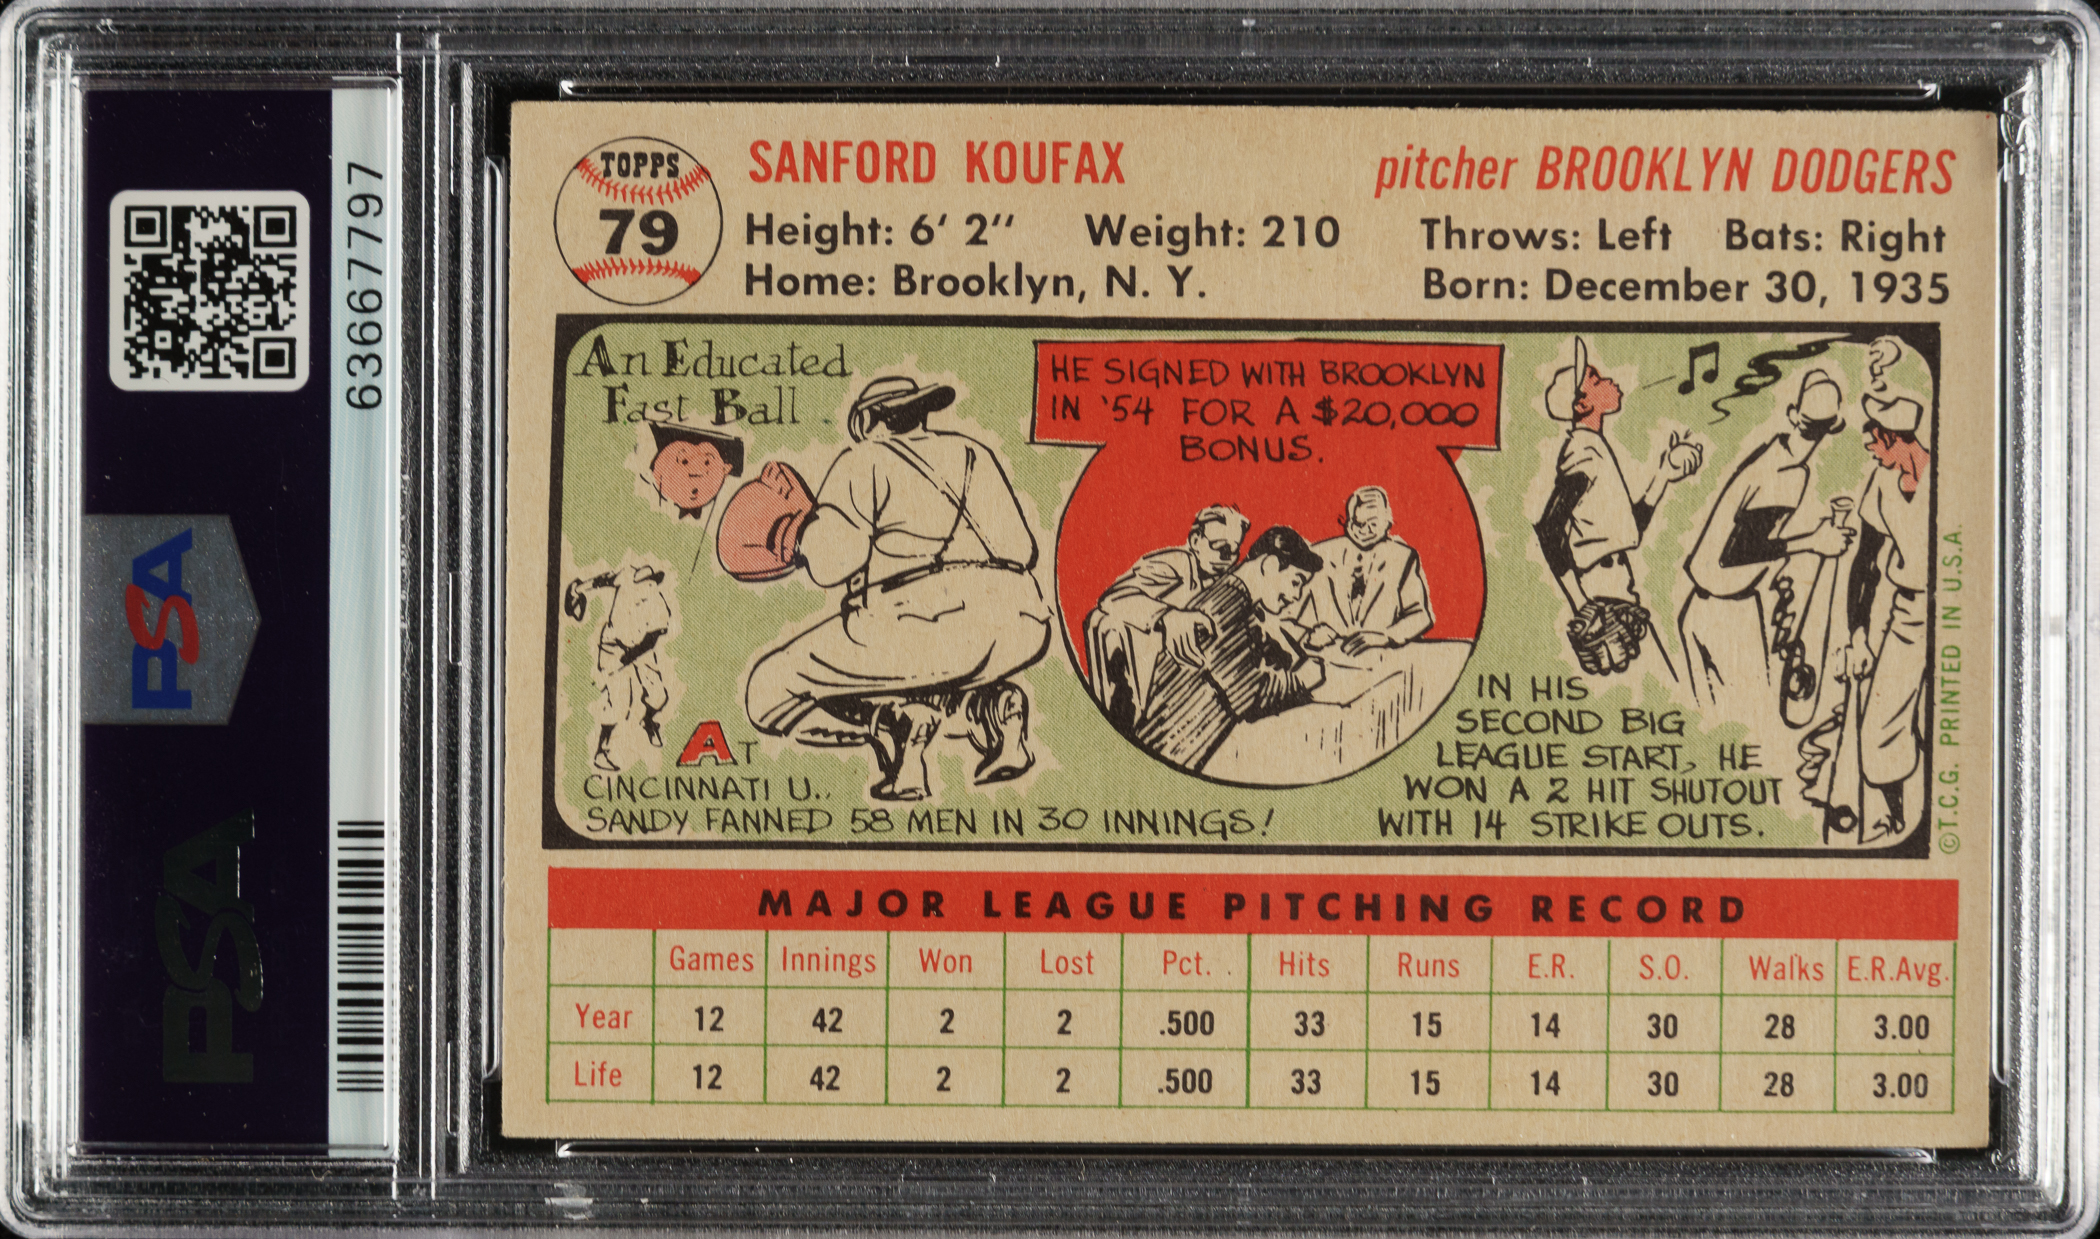 PSA
63667797
PSA
TOPPS
79
SANFORD KOUFAX
pitcher BROOKLYN DODGERS
Height: 6' 2" Weight: 210
Throws: Left Bats: Right
Home: Brooklyn, N. Y.
Born: December 30, 1935
An Educated
Fast Ball .
AT
CINCINNATI U.,
SANDY FANNED 58 MEN IN 30 INNINGS!
HE SIGNED WITH BROOKLYN
IN '54 FOR A $20,000
BONUS.
IN HIS
SECOND BIG
LEAGUE START, HE
WON A 2 HIT SHUTOUT
WITH 14 STRIKE OUTS.
©T.C.G. PRINTED IN U.S.A.
MAJOR LEAGUE PITCHING RECORD
Games Innings Won Lost Pct. Hits Runs E.R. S.O. Walks E.R.Avg.
Year 12 42 2 2 .500 33 15 14 30 28 3.00
Life 12 42 2 2 .500 33 15 14 30 28 3.00